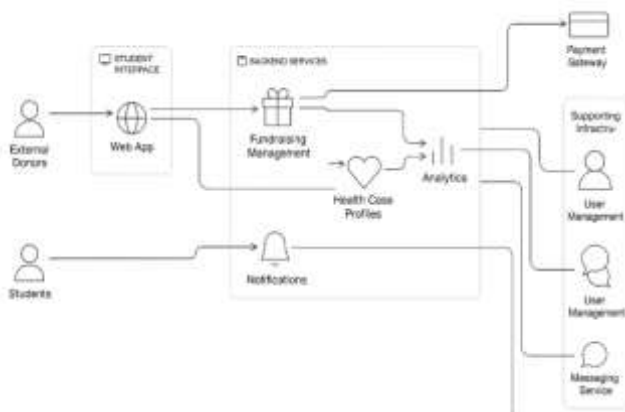 STUDENT
INTERFACE
BACKEND SERVICES
Payment
Gateway
External
Donors
Web App
Fundraising
Management
Analytics
Health Case
Profiles
Supporting
Infrastru-
User
Management
Students
Notifications
User
Management
Messaging
Service